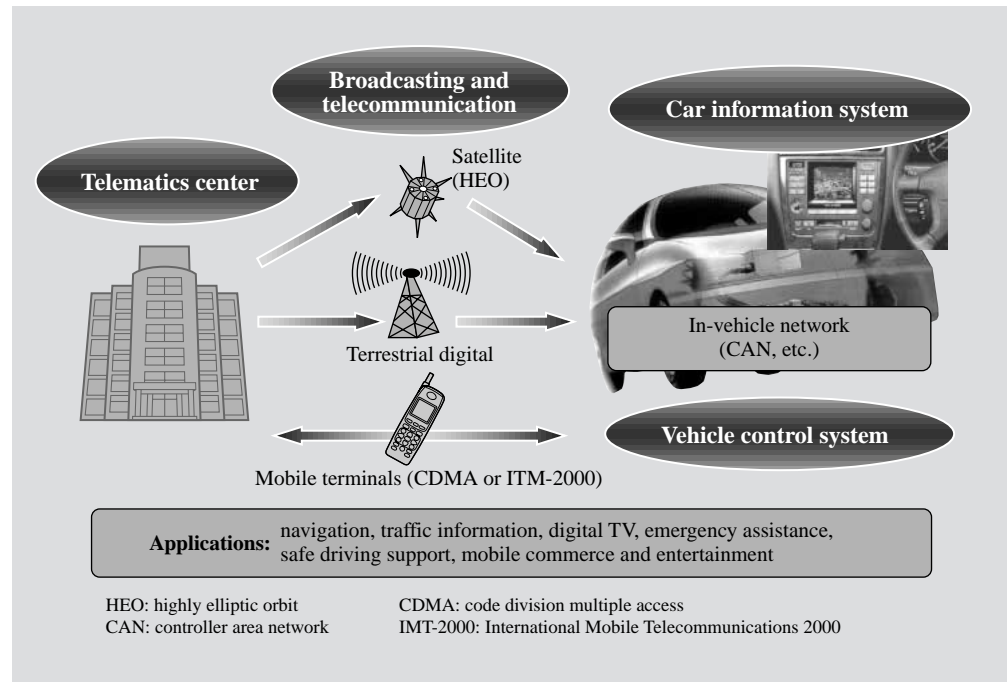 Broadcasting and
telecommunication
Car information system
Telematics center
Satellite
(HEO)
In-vehicle network
(CAN, etc.)
Terrestrial digital
Vehicle control system
Mobile terminals (CDMA or ITM-2000)
Applications: navigation, traffic information, digital TV, emergency assistance,
safe driving support, mobile commerce and entertainment
HEO: highly elliptic orbit
CAN: controller area network
CDMA: code division multiple access
IMT-2000: International Mobile Telecommunications 2000